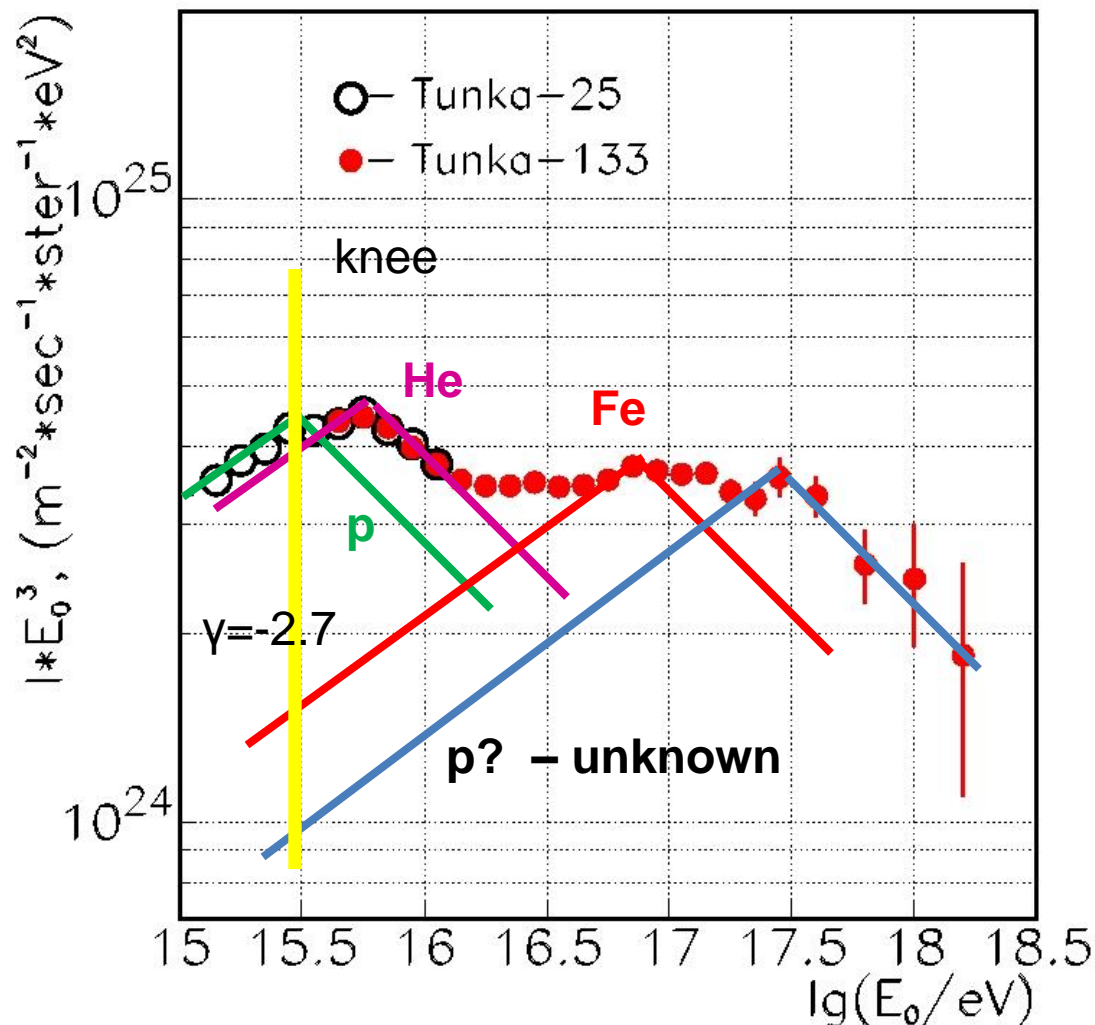 I*E₀³, (m⁻²*sec⁻¹*ster⁻¹*eV²)
– Tunka–25
– Tunka–133
10²⁵
knee
He
Fe
p
γ=-2.7
p? – unknown
10²⁴
15 15.5 16 16.5 17 17.5 18 18.5
lg(E₀/eV)